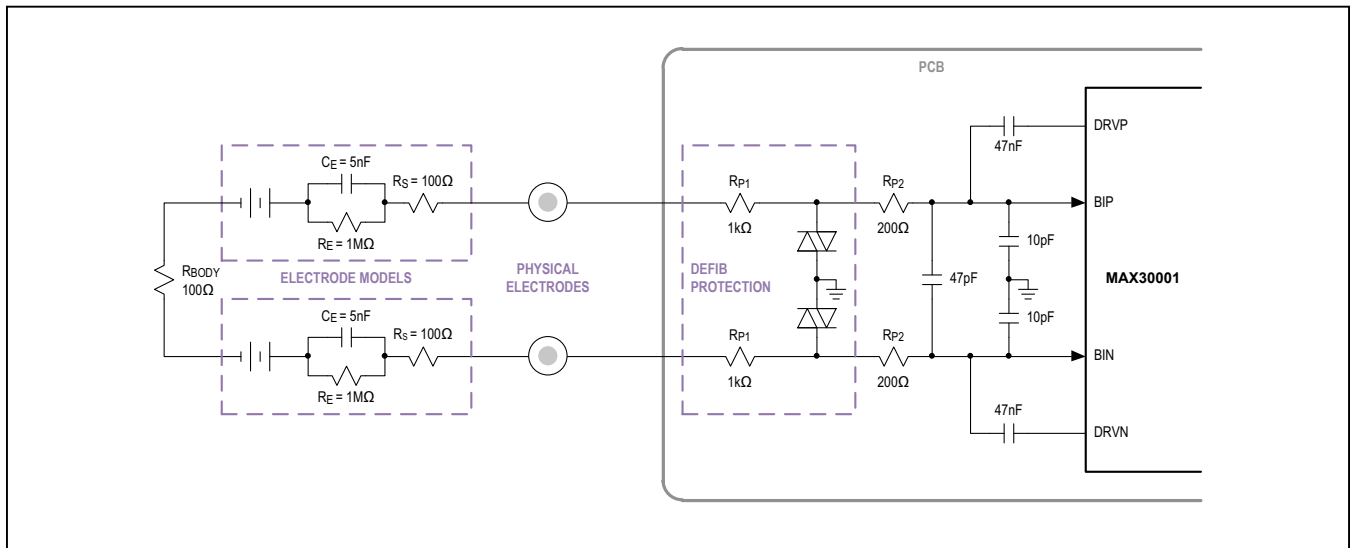 PCB
DRVP
47nF
CE = 5nF
RS = 100Ω
RP1
RP2
BIP
1kΩ
200Ω
10pF
RE = 1MΩ
RBODY
100Ω
ELECTRODE MODELS
PHYSICAL
ELECTRODES
DEFIB
PROTECTION
47pF
MAX30001
CE = 5nF
RS = 100Ω
RP1
RP2
10pF
BIN
1kΩ
200Ω
RE = 1MΩ
47nF
DRVN